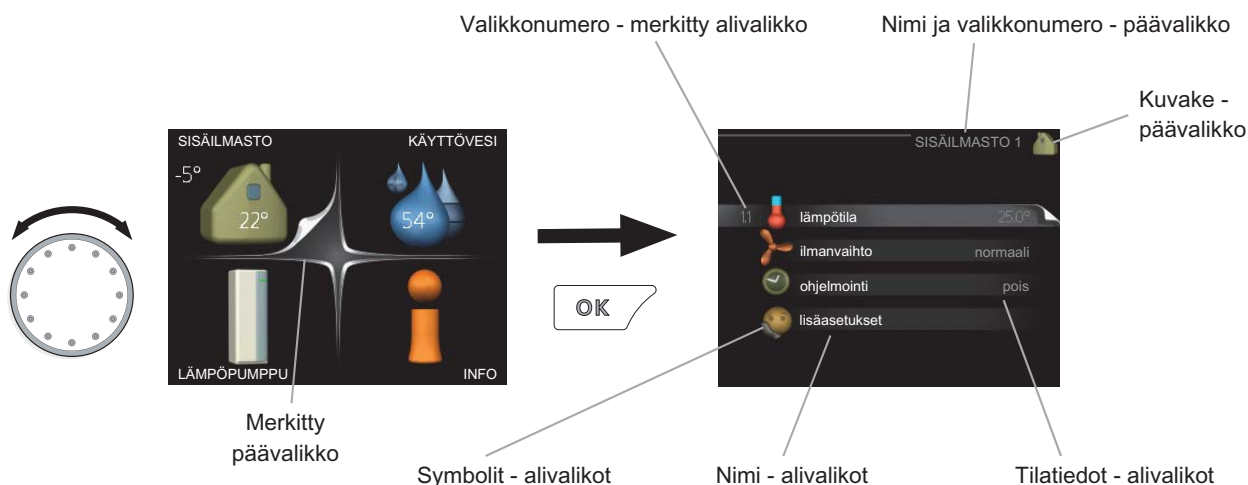 Valikkonumero - merkitty alivalikko
Nimi ja valikkonumero - päävalikko
Kuvake -
päävalikko
SISÄILMASTO
KÄYTTÖVESI
-5°
22°
54°
LÄMPÖPUMPPU
INFO
Merkitty
päävalikko
OK
SISÄILMASTO 1
1.1 lämpötila 25.0°
ilmanvaihto normaali
ohjelmointi pois
lisäasetukset
Symbolit - alivalikot
Nimi - alivalikot
Tilatiedot - alivalikot